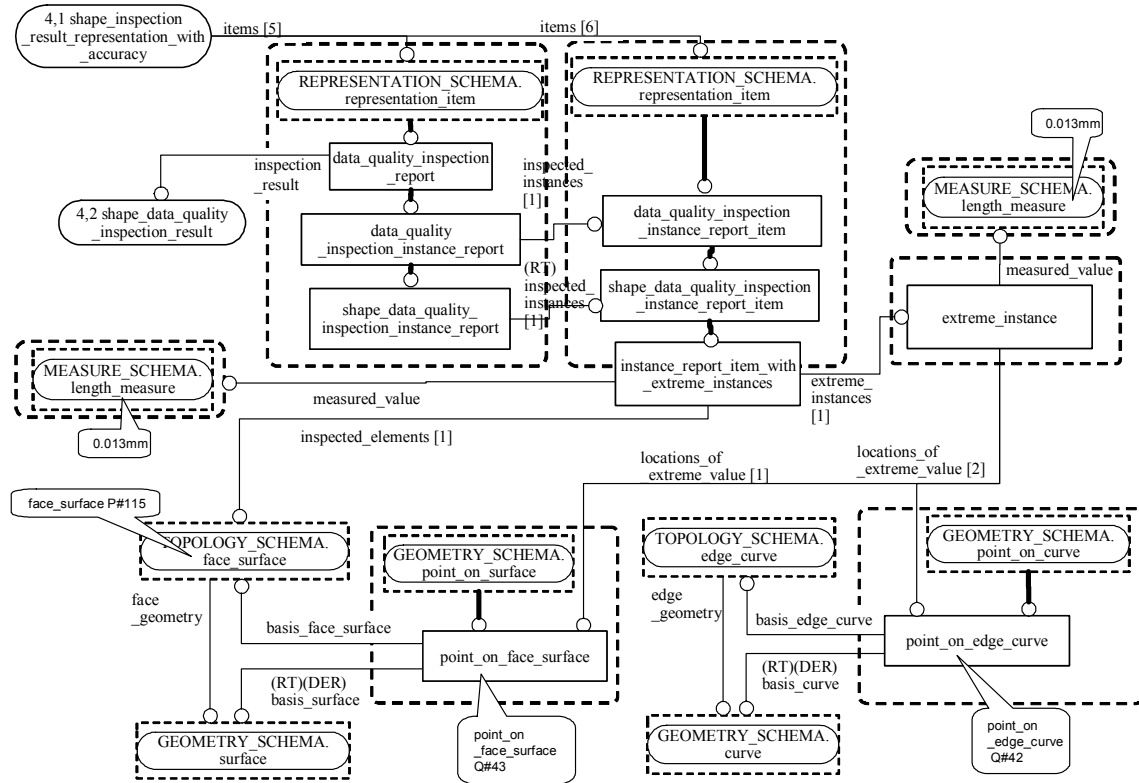 4,1 shape_inspection
_result_representation_with
_accuracy
items [5]
items [6]
REPRESENTATION_SCHEMA.
representation_item
REPRESENTATION_SCHEMA.
representation_item
0.013mm
inspection
_result
data_quality_inspection
_report
inspected_
instances
[1]
MEASURE_SCHEMA.
length_measure
4,2 shape_data_quality
_inspection_result
data_quality
_inspection_instance_report
data_quality_inspection
_instance_report_item
(RT)
inspected_
instances
[1]
measured_value
shape_data_quality_
inspection_instance_report
shape_data_quality_inspection
_instance_report_item
extreme_instance
MEASURE_SCHEMA.
length_measure
instance_report_item_with
_extreme_instances
measured_value
extreme_
instances
[1]
0.013mm
inspected_elements [1]
locations_of
_extreme_value [1]
locations_of
_extreme_value [2]
face_surface P#115
TOPOLOGY_SCHEMA.
face_surface
GEOMETRY_SCHEMA.
point_on_surface
TOPOLOGY_SCHEMA.
edge_curve
GEOMETRY_SCHEMA.
point_on_curve
face
_geometry
edge
_geometry
basis_face_surface
point_on_face_surface
basis_edge_curve
point_on_edge_curve
(RT)(DER)
basis_surface
(RT)(DER)
basis_curve
GEOMETRY_SCHEMA.
surface
point_on
_face_surface
Q#43
GEOMETRY_SCHEMA.
curve
point_on
_edge_curve
Q#42